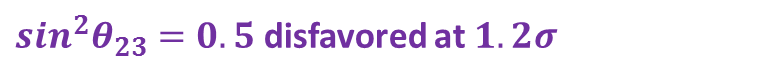 sin²θ₂₃ = 0.5 disfavored at 1.2σ